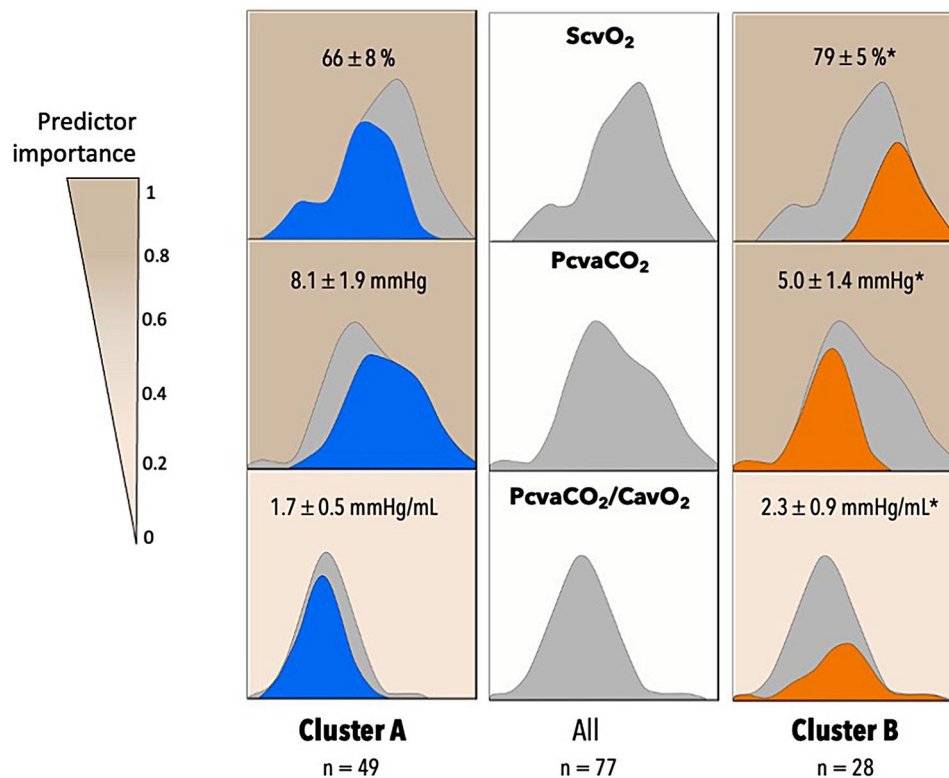 Predictor
importance
1
0.8
0.6
0.4
0.2
0
66 ± 8 %
ScvO₂
79 ± 5 %*
8.1 ± 1.9 mmHg
PcvaCO₂
5.0 ± 1.4 mmHg*
1.7 ± 0.5 mmHg/mL
PcvaCO₂/CavO₂
2.3 ± 0.9 mmHg/mL*
Cluster A
All
Cluster B
n = 49
n = 77
n = 28